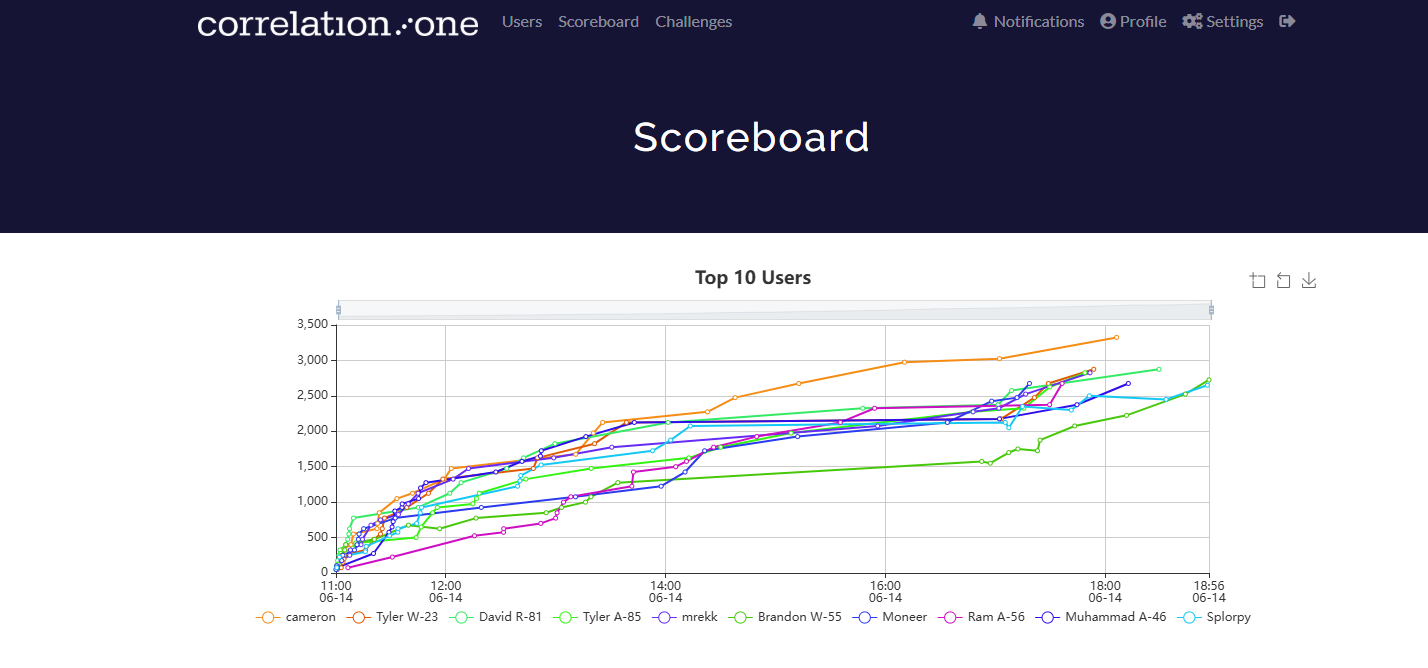 correlation one Users Scoreboard Challenges Notifications Profile Settings
Scoreboard
Top 10 Users
3,500
3,000
2,500
2,000
1,500
1,000
500
0
11:00 12:00 14:00 16:00 18:00 18:56
06-14 06-14 06-14 06-14 06-14 06-14
cameron Tyler W-23 David R-81 Tyler A-85 mrekk Brandon W-55 Moneer Ram A-56 Muhammad A-46 Splorpy